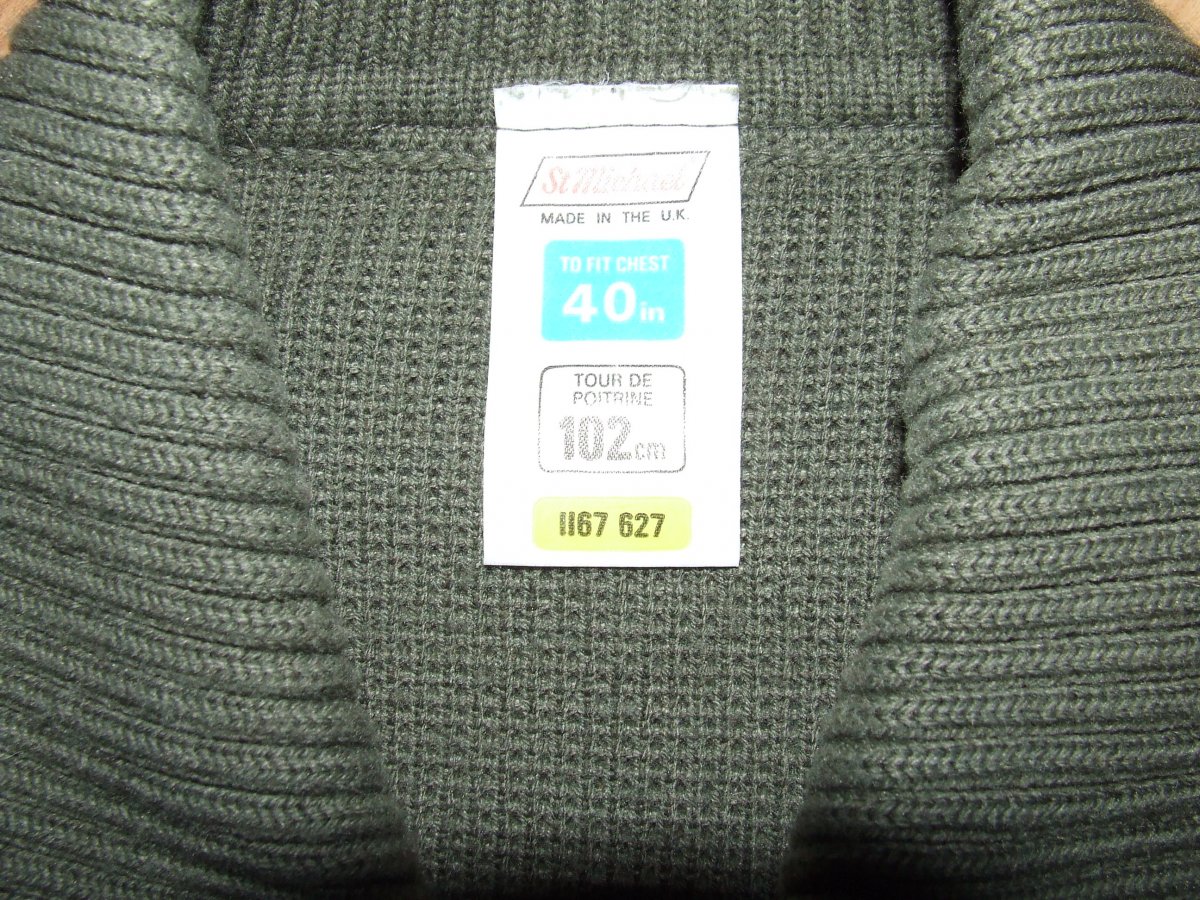 St Michael
MADE IN THE U.K.
TO FIT CHEST
40in
TOUR DE
POITRINE
102cm
1167 627